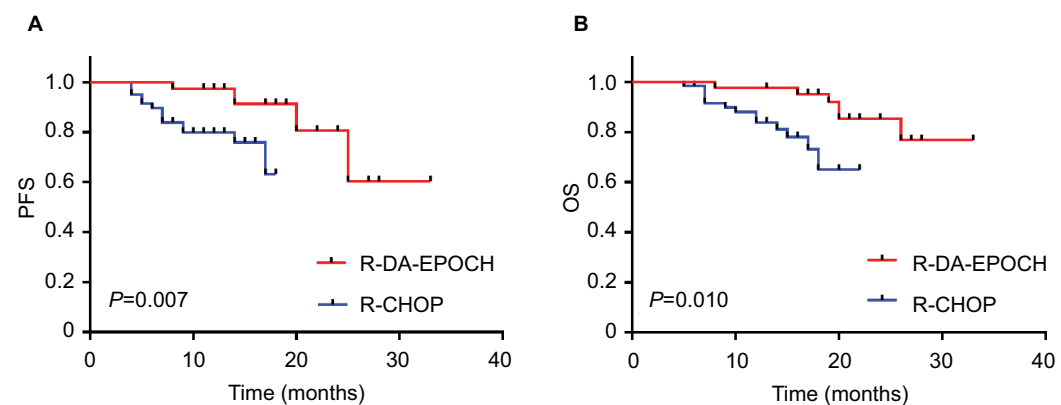 A
PFS
1.0
0.8
0.6
0.4
0.2
0
R-DA-EPOCH
R-CHOP
P=0.007
0 10 20 30 40
Time (months)
B
OS
1.0
0.8
0.6
0.4
0.2
0
R-DA-EPOCH
R-CHOP
P=0.010
0 10 20 30 40
Time (months)